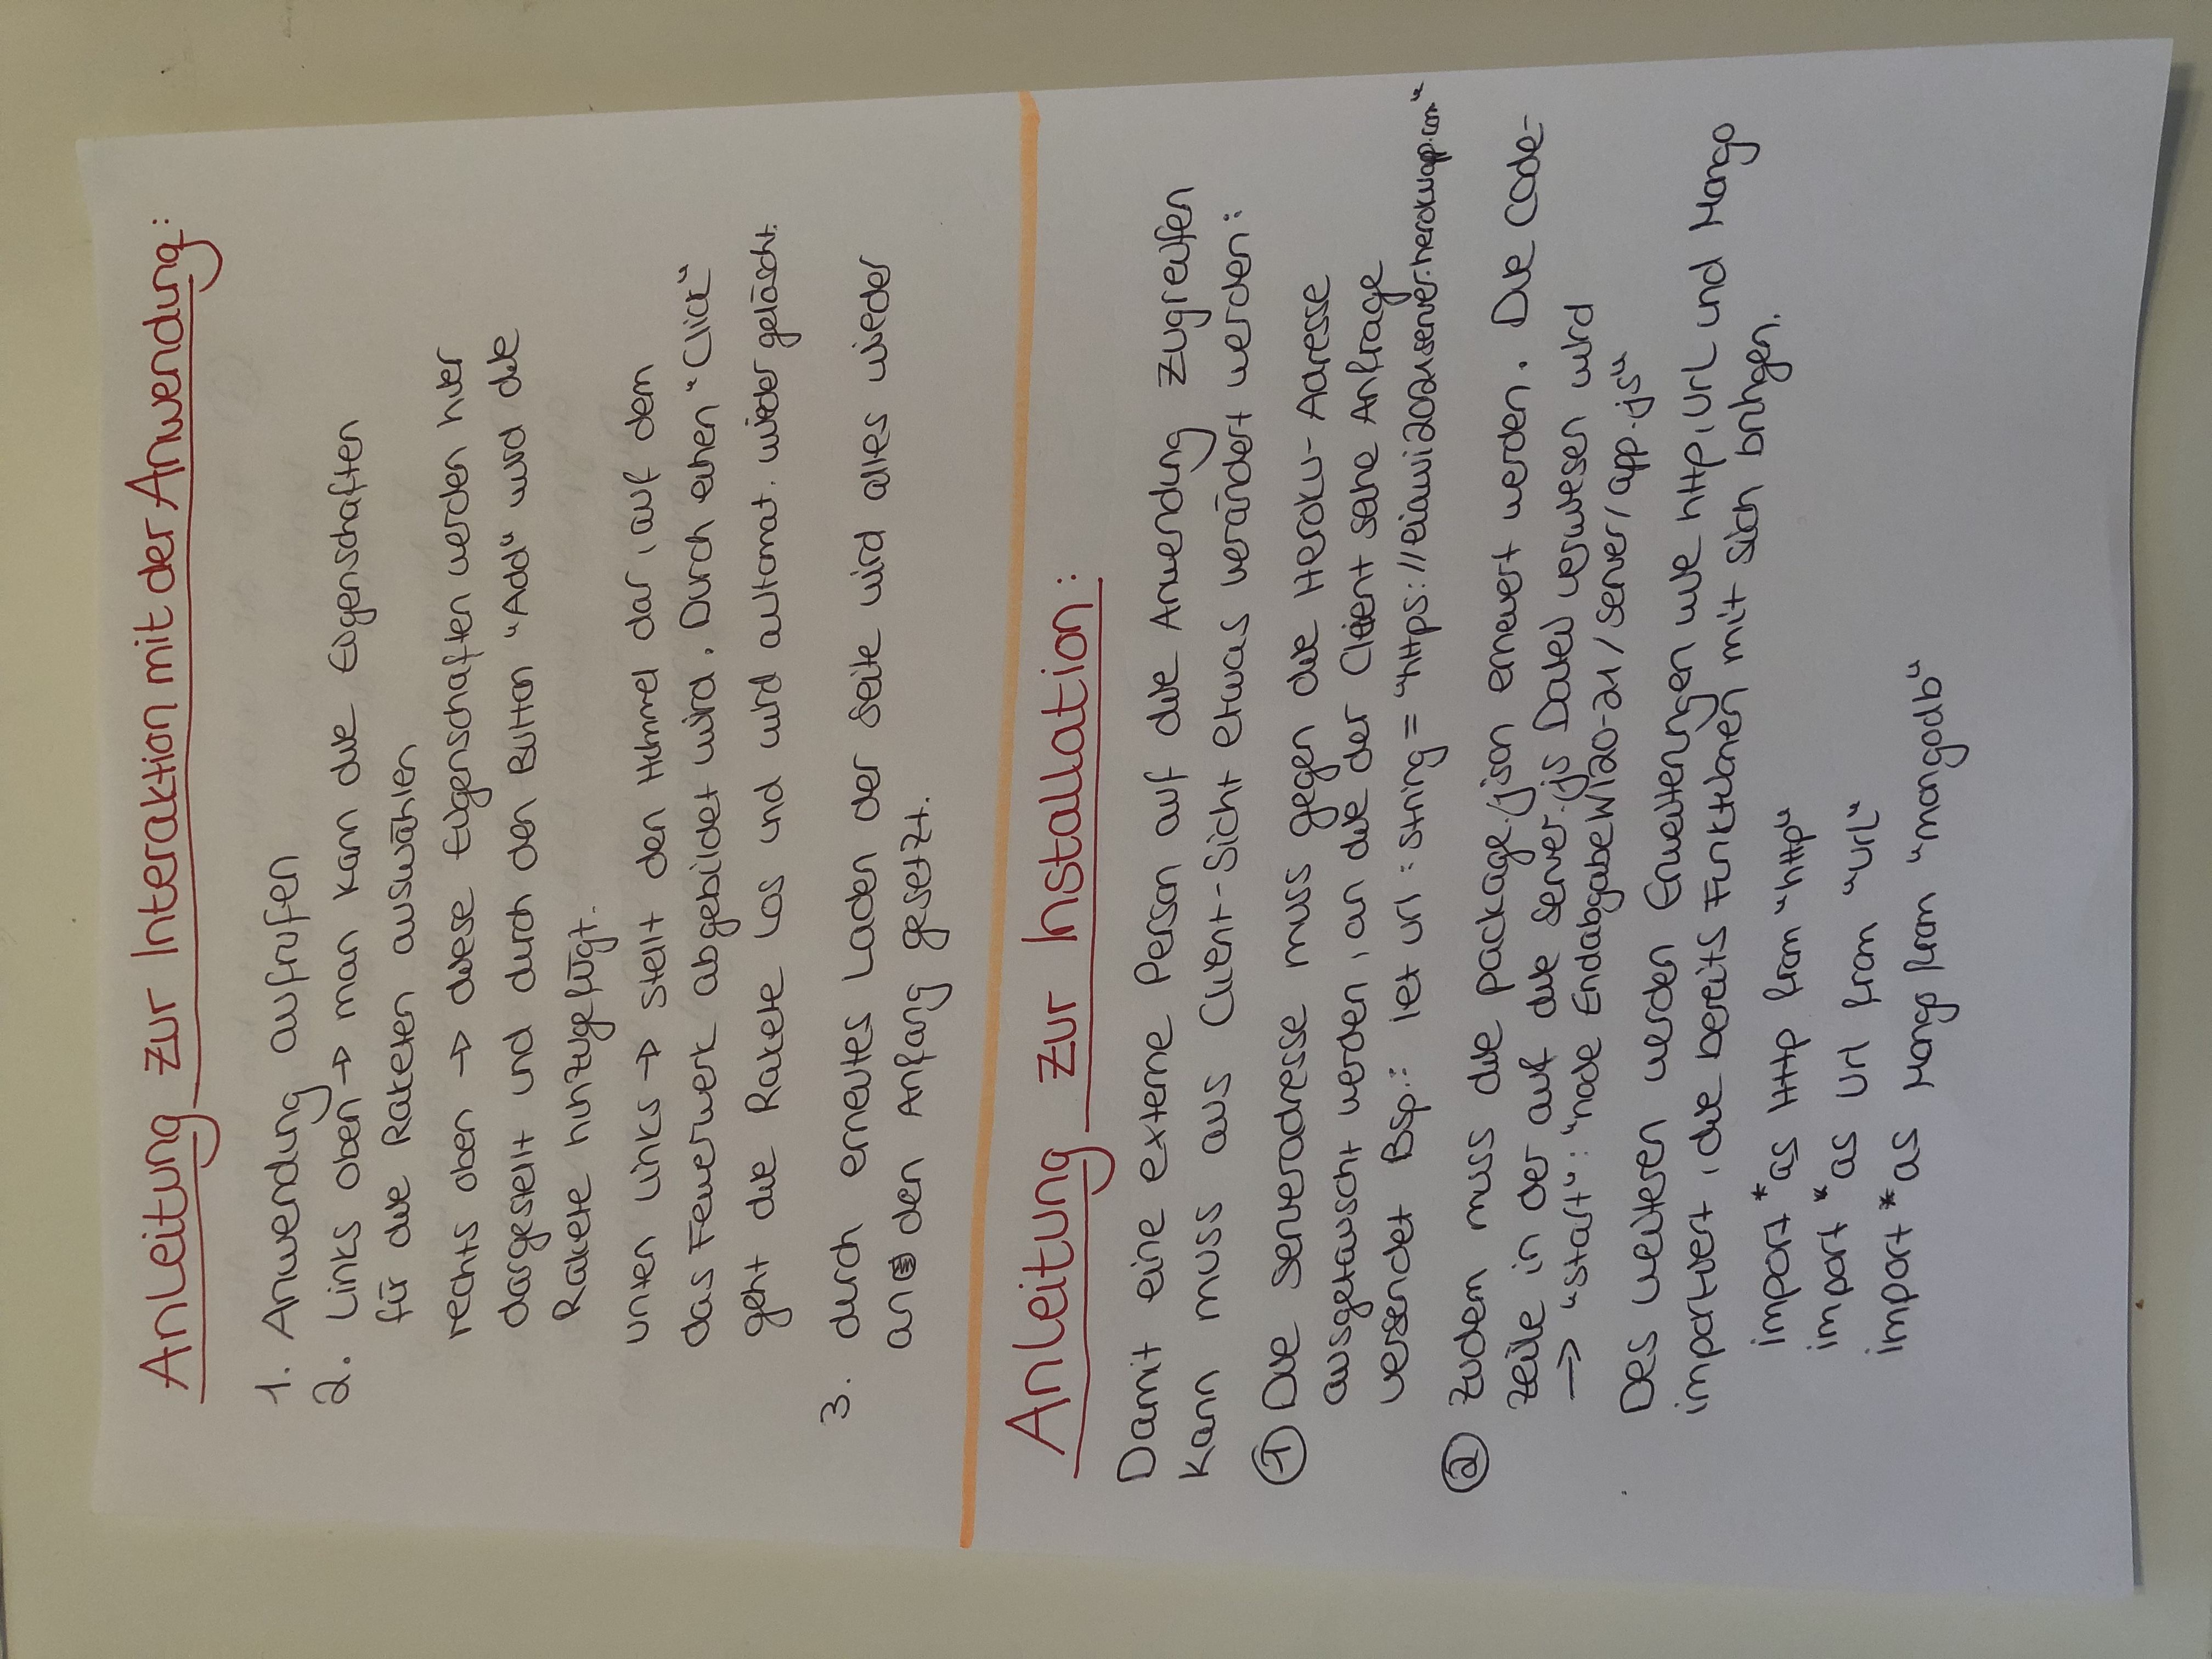 Anleitung zur Interaktion mit der Anwendung:
1. Anwendung aufrufen
2. Links oben → man kann die Eigenschaften
für die Raketen auswählen
rechts oben → diese Eigenschaften werden hier
dargestellt und durch den Button "Add" wird die
Rakete hinzugefügt.
unten links → stellt den Himmel dar, auf dem
das Feuerwerk abgebildet wird. Durch einen "Click"
geht die Rakete los und wird automat. wieder gelöscht.
3. durch erneutes Laden der Seite wird alles wieder
an den Anfang gesetzt.
Anleitung zur Installation:
Damit eine externe Person auf die Anwendung zugreifen
kann muss aus Client-Sicht etwas verändert werden:
① Die Serveradresse muss gegen die Heroku-Adresse
ausgetauscht werden, an die der Client seine Anfrage
versendet Bsp.: let url : string = "https://eiawi2021server.herokuapp.com"
② Zudem muss die package.json erneuert werden. Die Code-
zeile in der auf die server.js Datei verwiesen wird
→ "start": "node EndabgabeWi20-21/server/app.js"
Des weiteren werden Erweiterungen wie http, Url und Mongo
importiert, die bereits Funktionen mit sich bringen.
import * as Http from "http"
import * as Url from "url"
import * as Mongo from "mongodb"